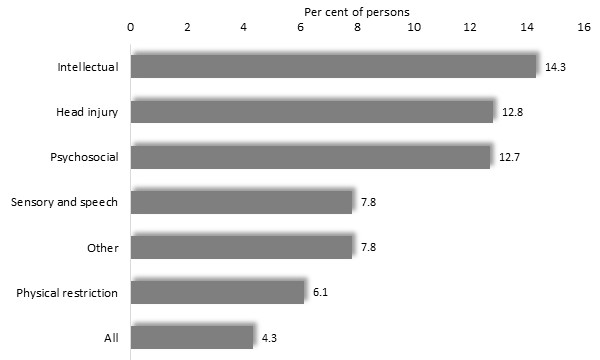 Per cent of persons
0 2 4 6 8 10 12 14 16
Intellectual 14.3
Head injury 12.8
Psychosocial 12.7
Sensory and speech 7.8
Other 7.8
Physical restriction 6.1
All 4.3